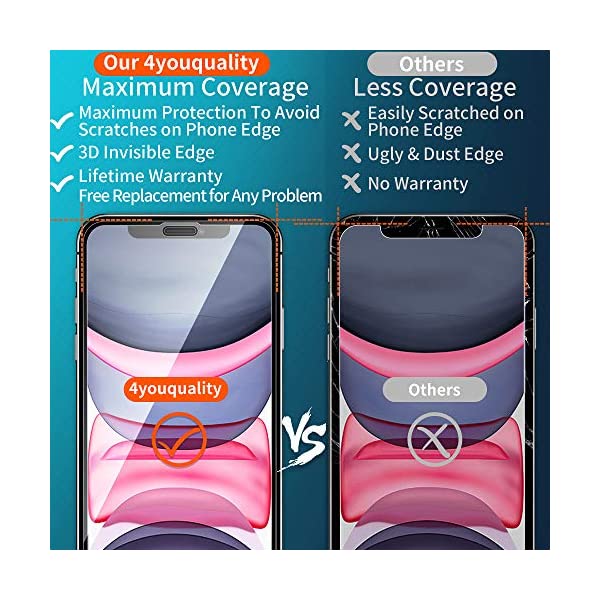 Our 4youquality
Maximum Coverage
Maximum Protection To Avoid
Scratches on Phone Edge
3D Invisible Edge
Lifetime Warranty
Free Replacement for Any Problem
Others
Less Coverage
Easily Scratched on
Phone Edge
Ugly & Dust Edge
No Warranty
4youquality
VS
Others